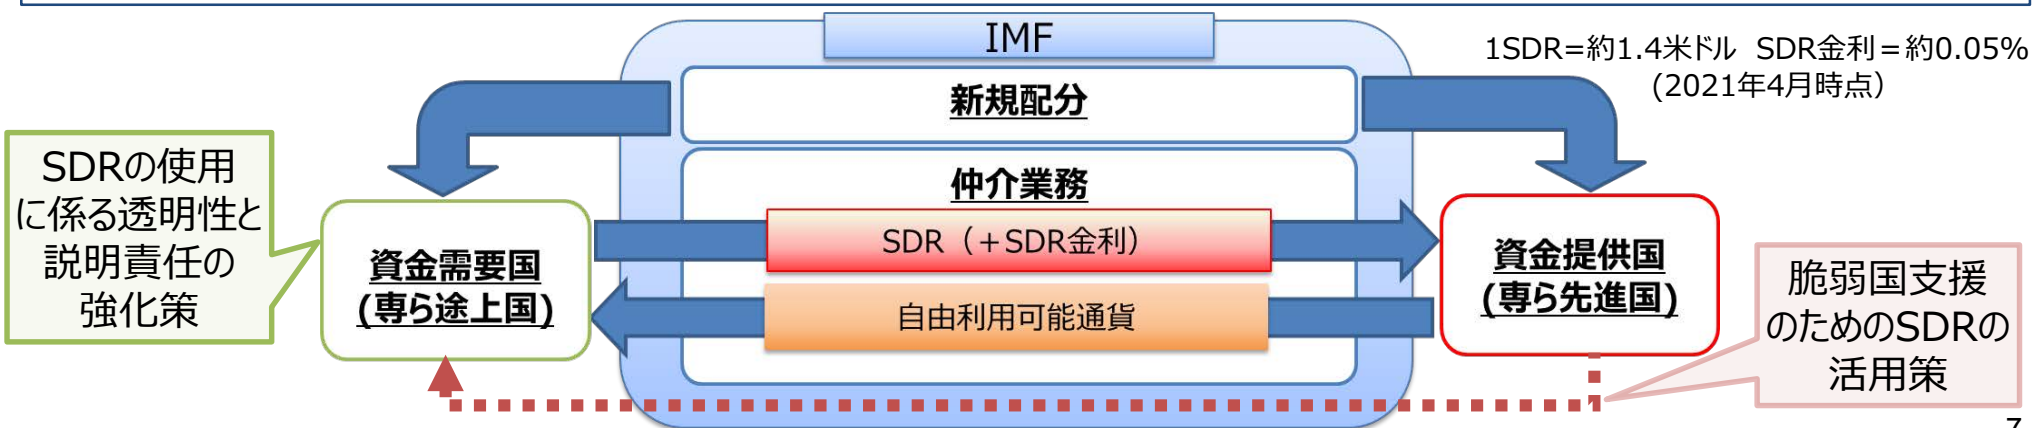 IMF
1SDR=約1.4米ドル SDR金利=約0.05%
(2021年4月時点)
新規配分
SDRの使用
に係る透明性と
説明責任の
強化策
仲介業務
資金需要国
(専ら途上国)
SDR(+SDR金利)
自由利用可能通貨
資金提供国
(専ら先進国)
脆弱国支援
のためのSDRの
活用策
7